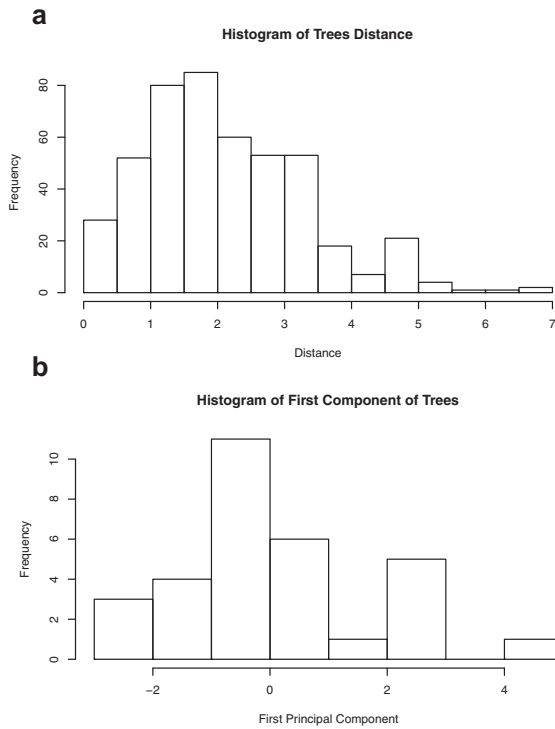 a
Histogram of Trees Distance
Frequency
0 20 40 60 80
0 1 2 3 4 5 6 7
Distance
b
Histogram of First Component of Trees
Frequency
0 2 4 6 8 10
−2 0 2 4
First Principal Component